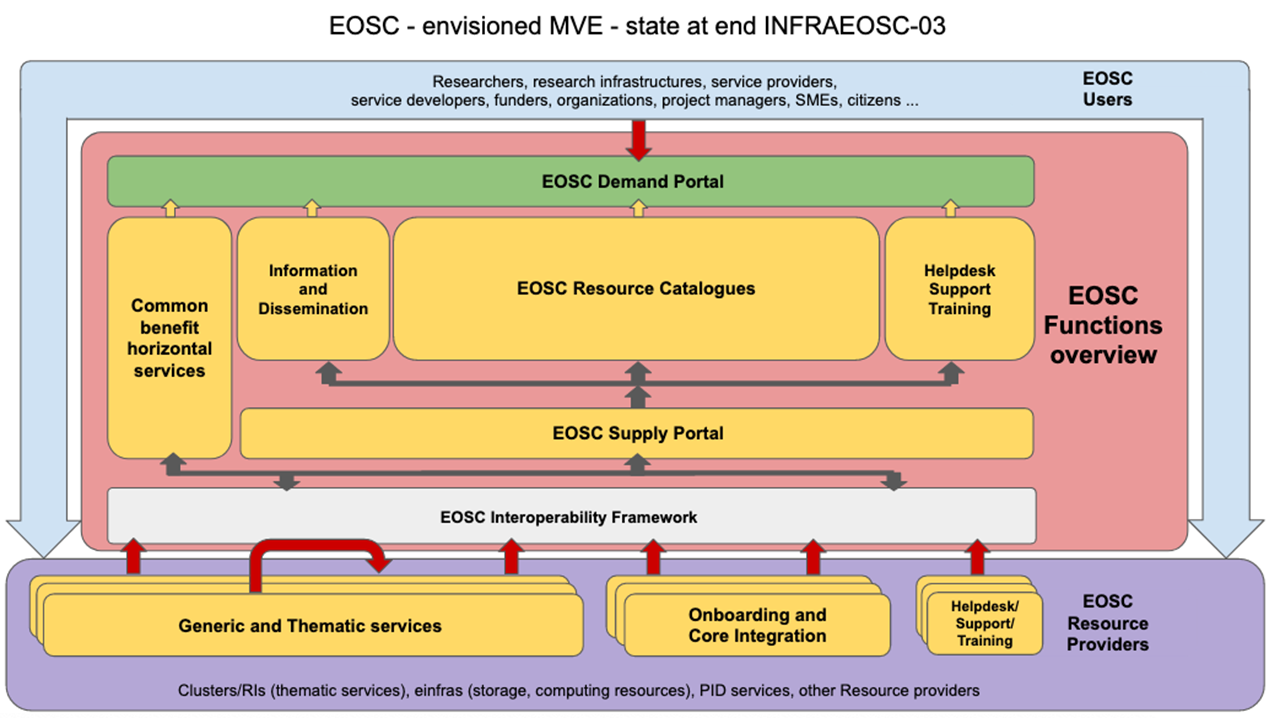 EOSC - envisioned MVE - state at end INFRAEOSC-03
Researchers, research infrastructures, service providers,
service developers, funders, organizations, project managers, SMEs, citizens ...
EOSC
Users
EOSC Demand Portal
Common
benefit
horizontal
services
Information
and
Dissemination
EOSC Resource Catalogues
Helpdesk
Support
Training
EOSC
Functions
overview
EOSC Supply Portal
EOSC Interoperability Framework
Generic and Thematic services
Onboarding and
Core Integration
Helpdesk/
Support/
Training
EOSC
Resource
Providers
Clusters/RIs (thematic services), einfras (storage, computing resources), PID services, other Resource providers